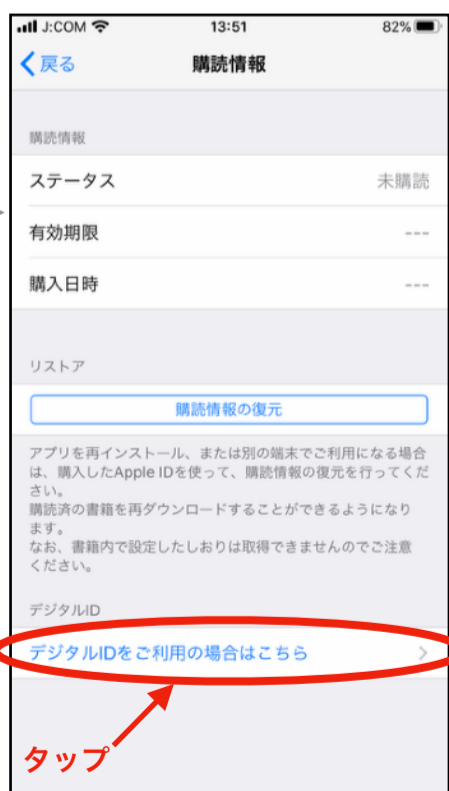 J:COM 13:51 82%
戻る 購読情報
購読情報
ステータス 未購読
有効期限 ---
購入日時 ---
リストア
購読情報の復元
アプリを再インストール、または別の端末でご利用になる場合
は、購入したApple IDを使って、購読情報の復元を行ってくだ
さい。
購読済の書籍を再ダウンロードすることができるようになり
ます。
なお、書籍内で設定したしおりは取得できませんのでご注意
ください。
デジタルID
デジタルIDをご利用の場合はこちら
タップ